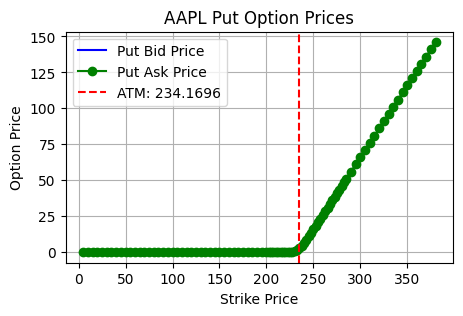 AAPL Put Option Prices
Put Bid Price
Put Ask Price
ATM: 234.1696
Option Price
150
125
100
75
50
25
0
0
50
100
150
200
250
300
350
Strike Price